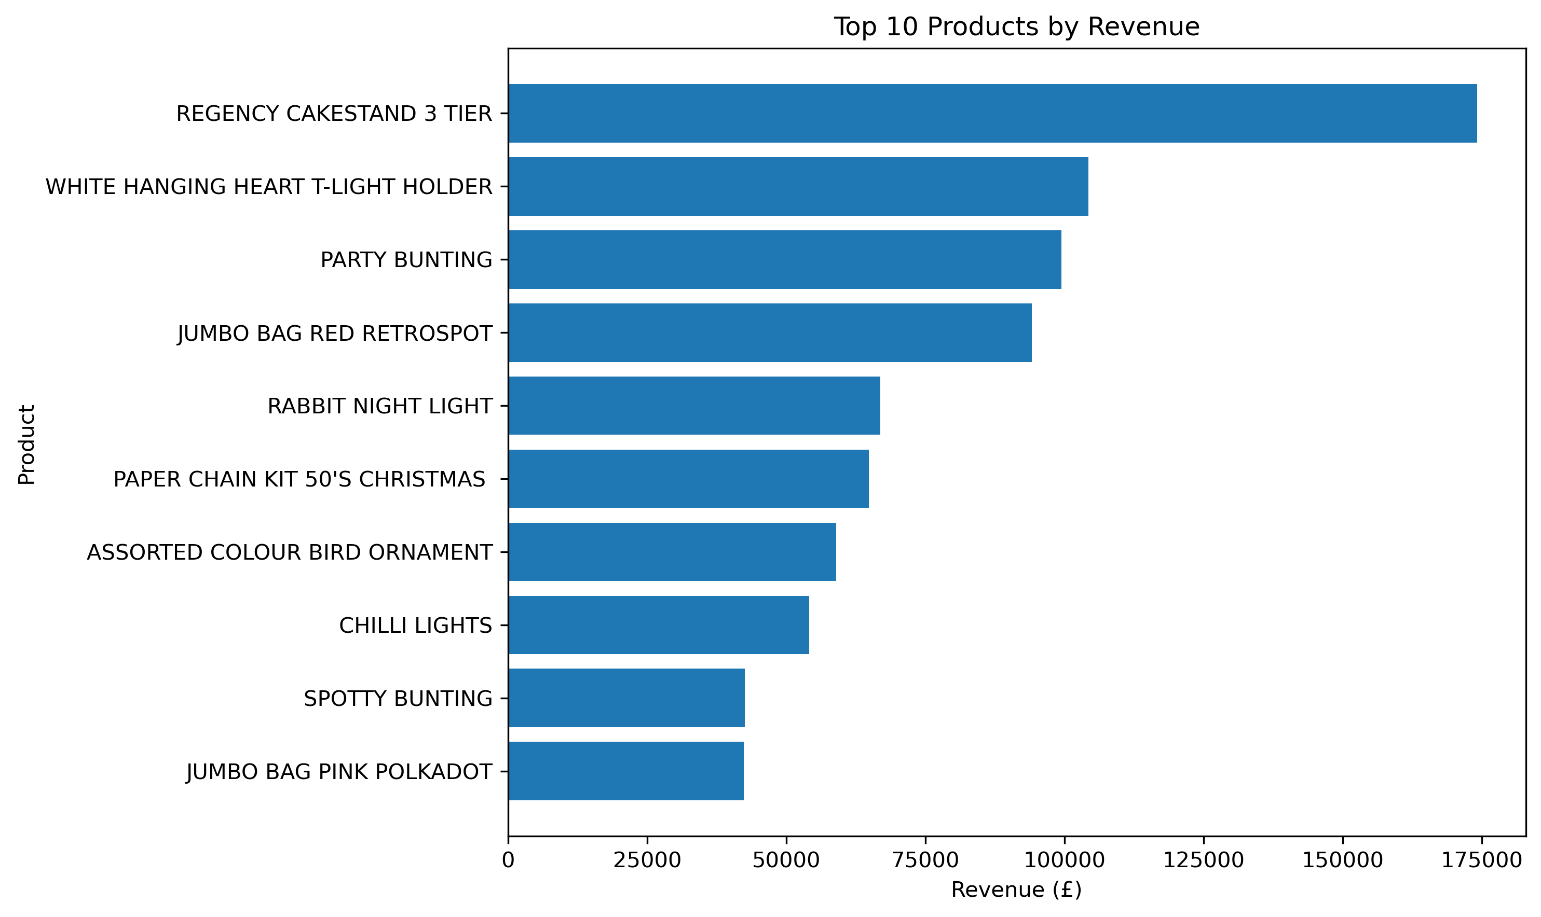 Top 10 Products by Revenue
REGENCY CAKESTAND 3 TIER
WHITE HANGING HEART T-LIGHT HOLDER
PARTY BUNTING
JUMBO BAG RED RETROSPOT
RABBIT NIGHT LIGHT
PAPER CHAIN KIT 50'S CHRISTMAS
ASSORTED COLOUR BIRD ORNAMENT
CHILLI LIGHTS
SPOTTY BUNTING
JUMBO BAG PINK POLKADOT
Product
0 25000 50000 75000 100000 125000 150000 175000
Revenue (£)